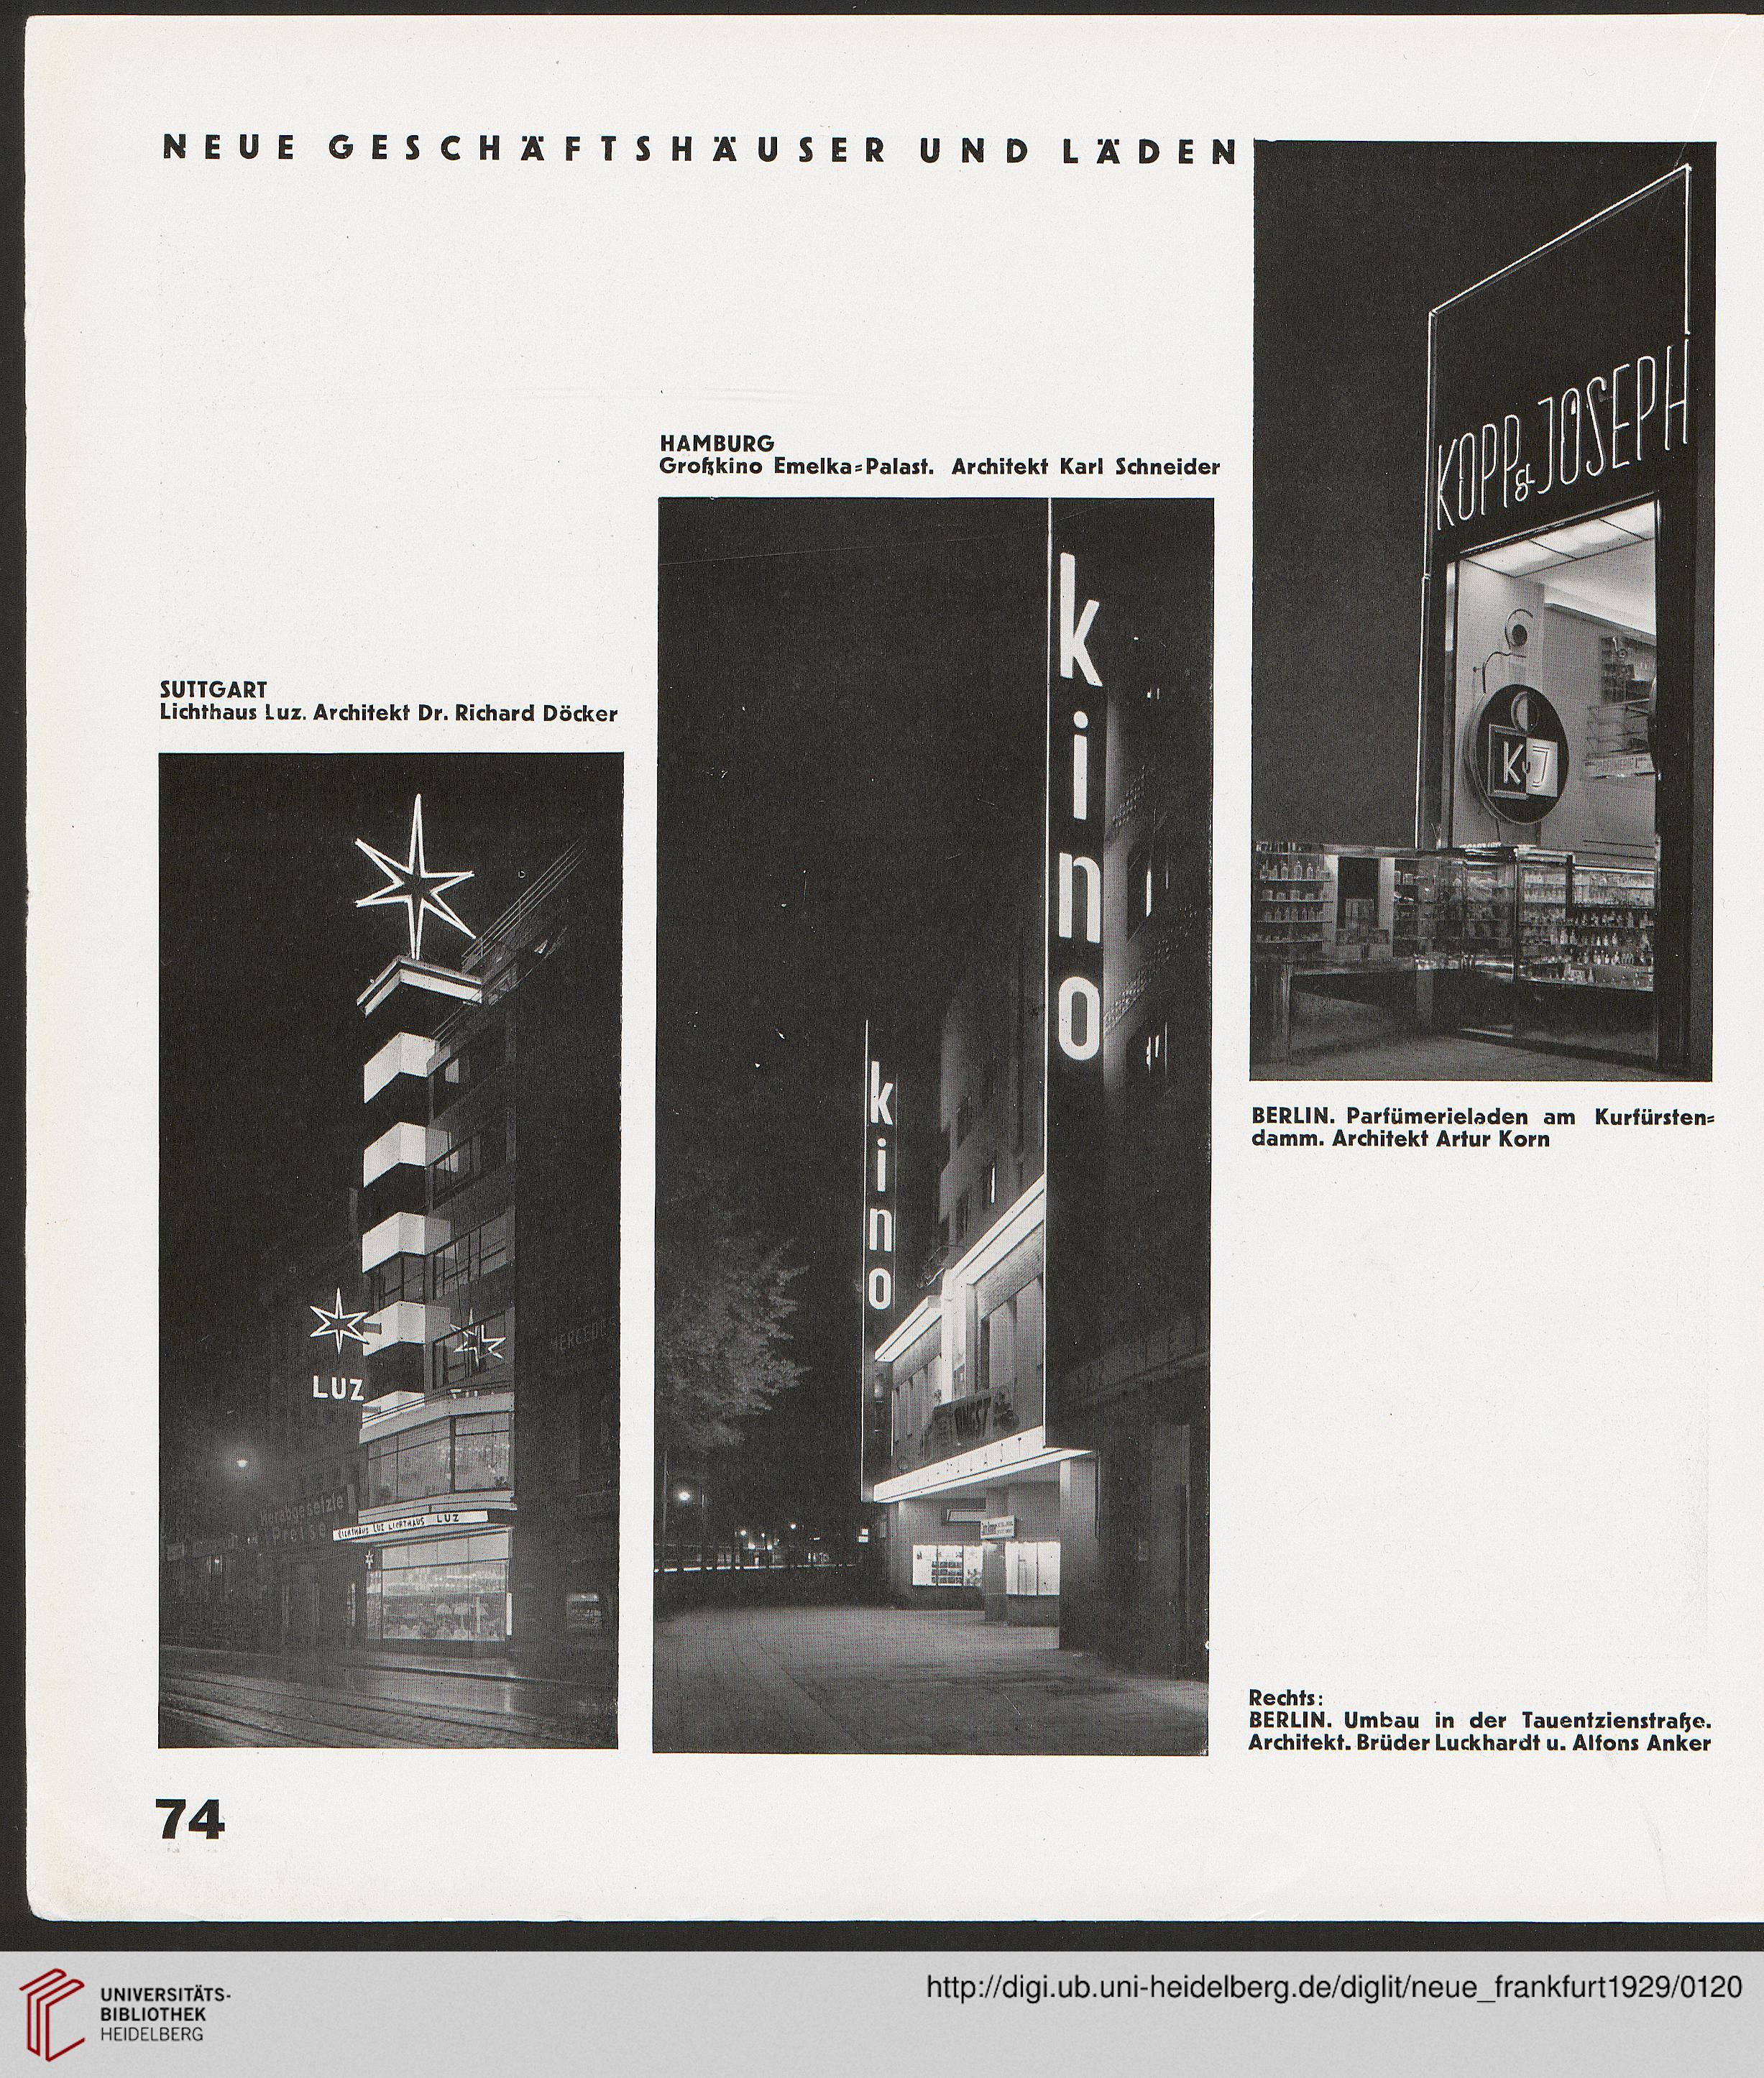 NEUE GESCHÄFTSHÄUSER UND LÄDEN
KOPP & JOSEPH
K u J
HAMBURG
Großkino Emelka=Palast. Architekt Karl Schneider
kino
kino
SUTTGART
Lichthaus Luz. Architekt Dr. Richard Döcker
MERCEDES
LUZ
Herabgesetzte
Preise
LICHTHAUS LUZ LICHTHAUS LUZ
BERLIN. Parfümerieladen am Kurfürsten=
damm. Architekt Artur Korn
Rechts:
BERLIN. Umbau in der Tauentzienstraße.
Architekt. Brüder Luckhardt u. Alfons Anker
74
UNIVERSITÄTS-
BIBLIOTHEK
HEIDELBERG
http://digi.ub.uni-heidelberg.de/diglit/neue_frankfurt1929/0120